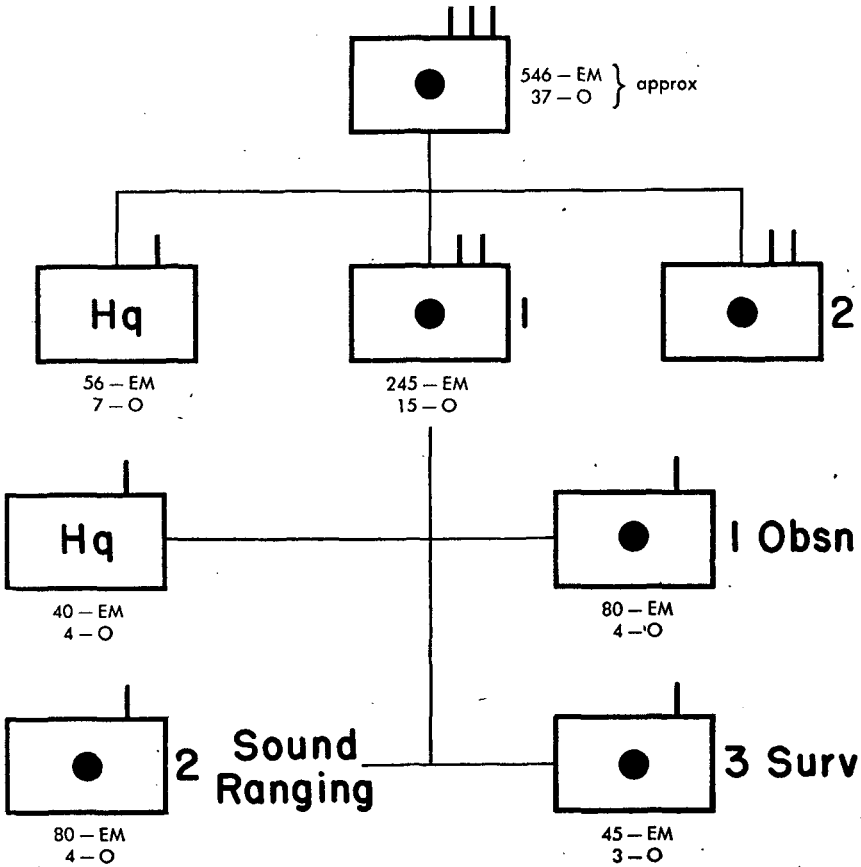 546 — EM
37 — O
} approx
Hq
1
2
56 — EM
7 — O
245 — EM
15 — O
Hq
1 Obsn
40 — EM
4 — O
80 — EM
4 — O
2 Sound
Ranging
3 Surv
80 — EM
4 — O
45 — EM
3 — O